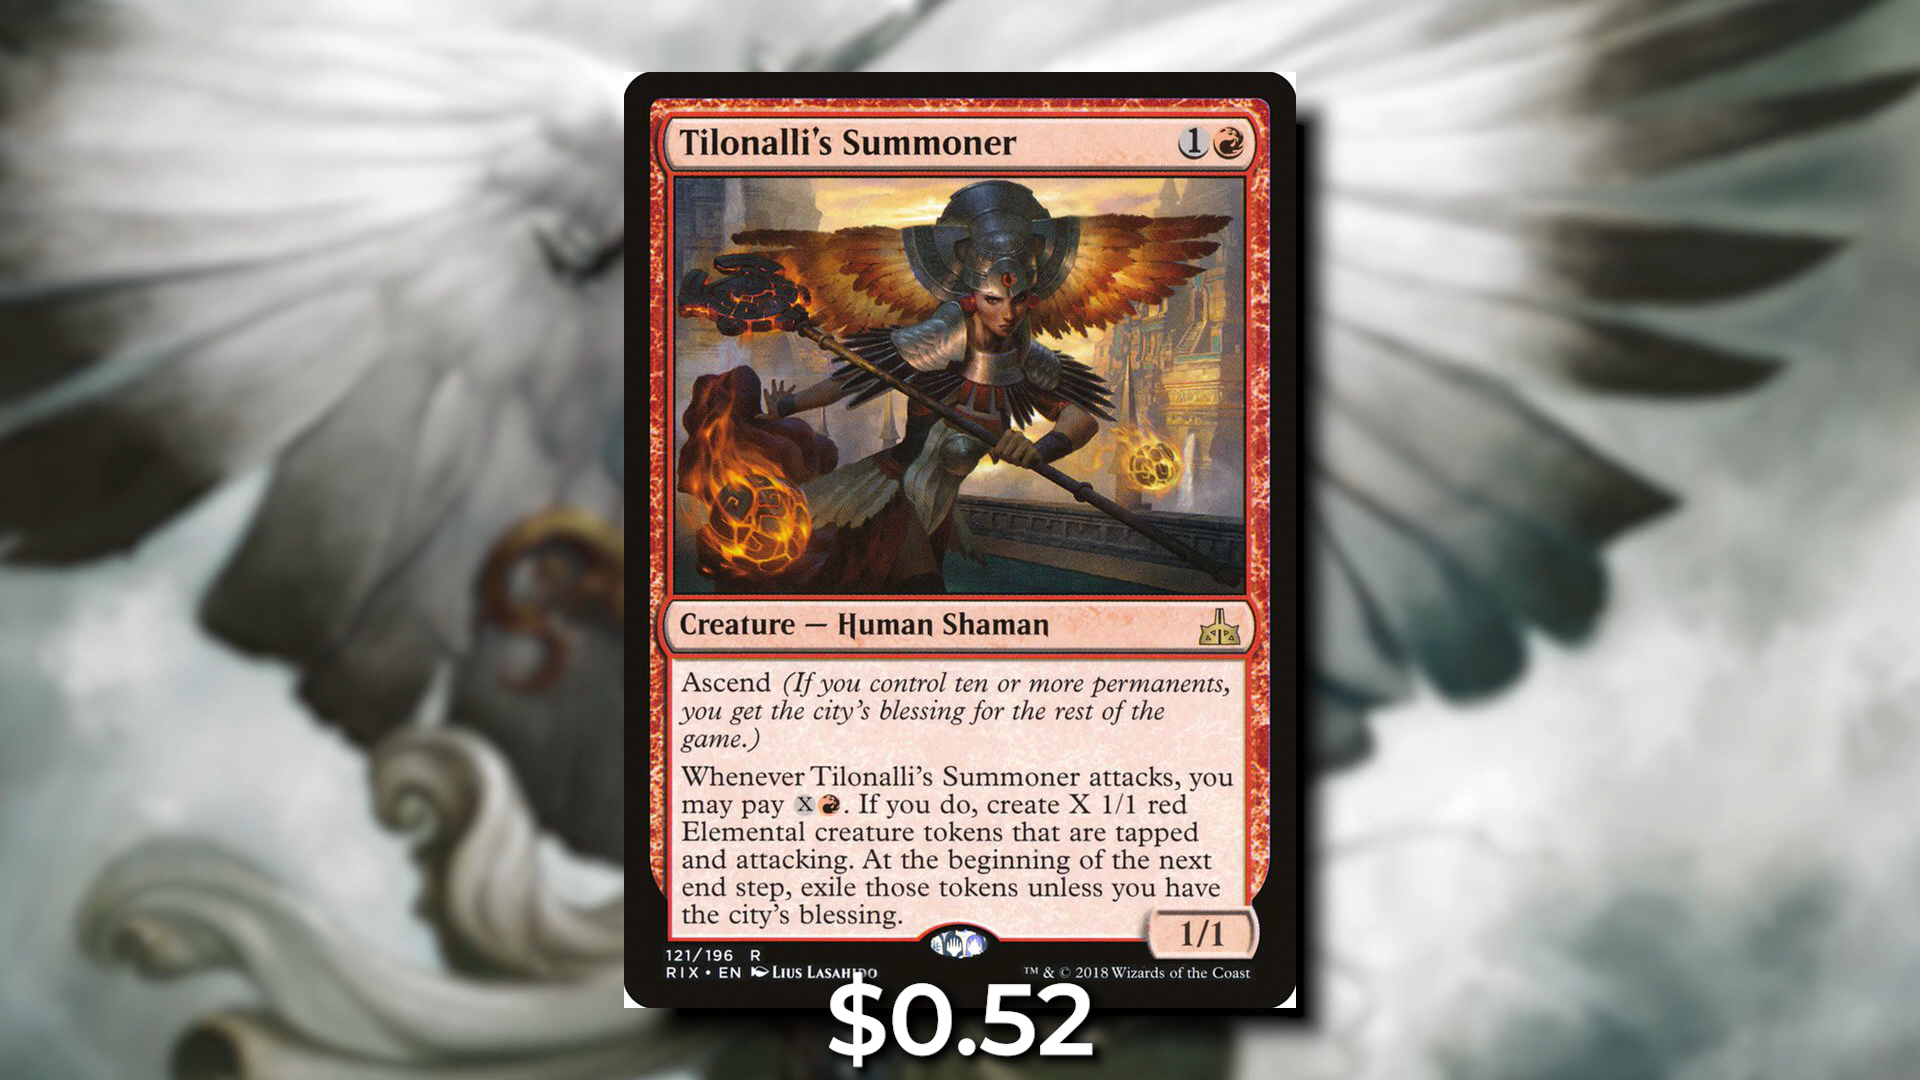 Tilonalli's Summoner 1
Creature — Human Shaman
Ascend (If you control ten or more permanents,
you get the city's blessing for the rest of the
game.)
Whenever Tilonalli's Summoner attacks, you
may pay X. If you do, create X 1/1 red
Elemental creature tokens that are tapped
and attacking. At the beginning of the next
end step, exile those tokens unless you have
the city's blessing.
1/1
121/196 R
RIX • EN Lius Lasahido ™ & © 2018 Wizards of the Coast
$0.52